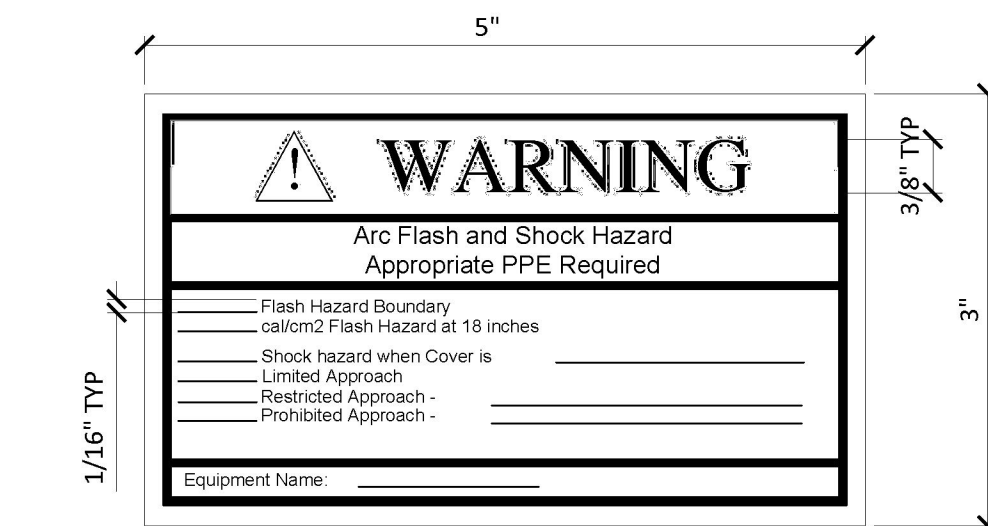 5"
WARNING
3/8" TYP
Arc Flash and Shock Hazard
Appropriate PPE Required
Flash Hazard Boundary
cal/cm2 Flash Hazard at 18 inches
3"
Shock hazard when Cover is
Limited Approach
Restricted Approach -
Prohibited Approach -
1/16" TYP
Equipment Name: